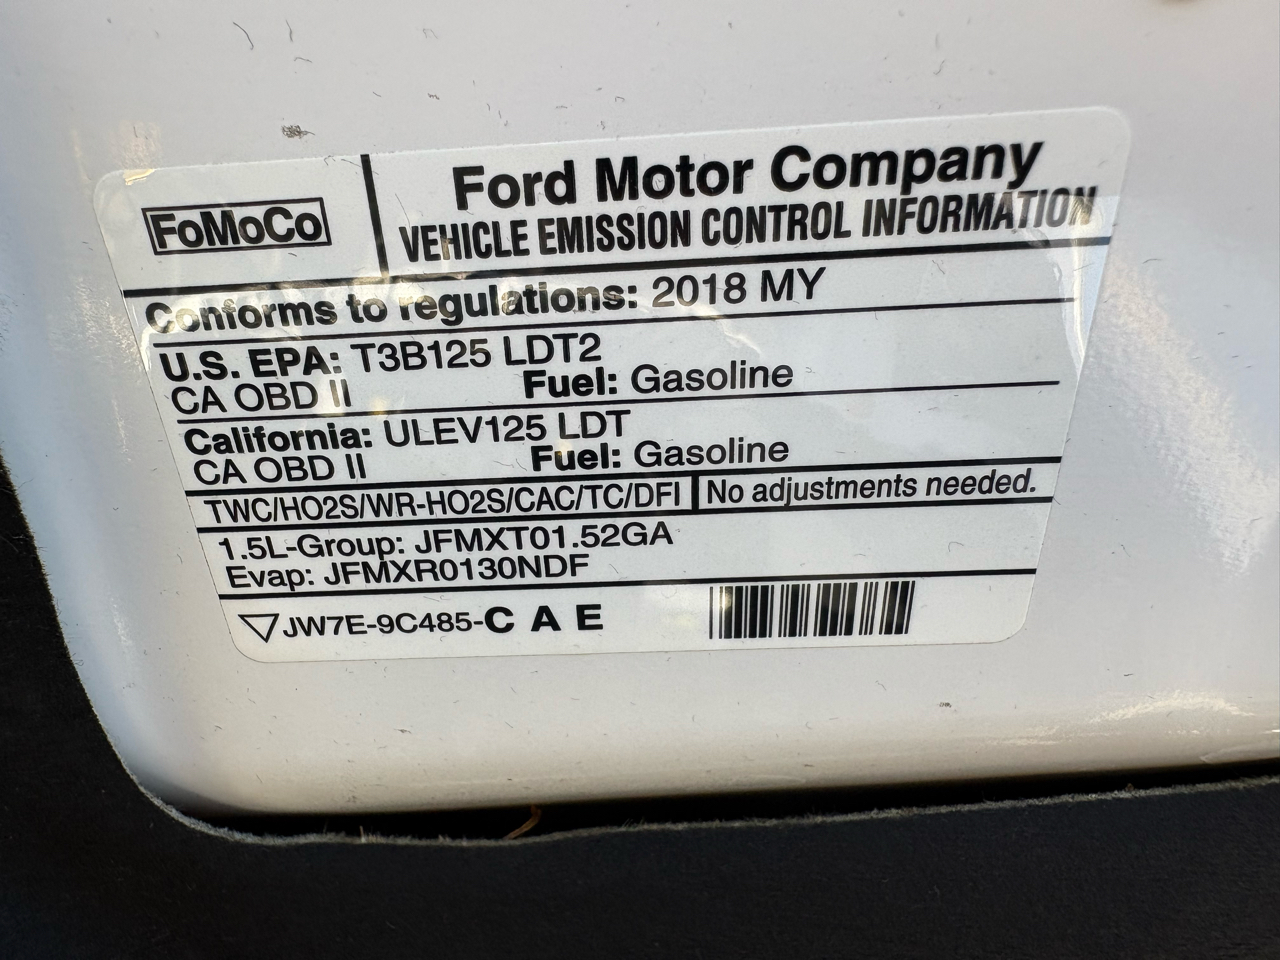 FoMoCo
Ford Motor Company
VEHICLE EMISSION CONTROL INFORMATION
Conforms to regulations: 2018 MY
U.S. EPA: T3B125 LDT2
CA OBD II Fuel: Gasoline
California: ULEV125 LDT
CA OBD II Fuel: Gasoline
TWC/HO2S/WR-HO2S/CAC/TC/DFI No adjustments needed.
1.5L-Group: JFMXT01.52GA
Evap: JFMXR0130NDF
▽JW7E-9C485-C A E